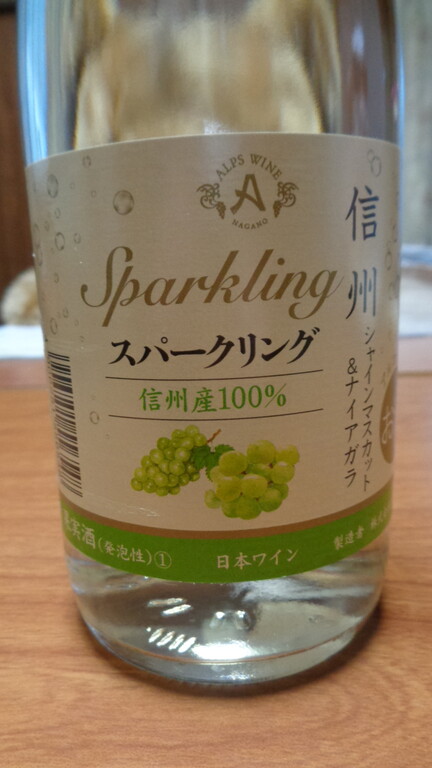 ALPS WINE
A
NAGANO
Sparkling
スパークリング
信州産100%
信州
シャインマスカット
&ナイアガラ
果実酒(発泡性)①
日本ワイン
製造者